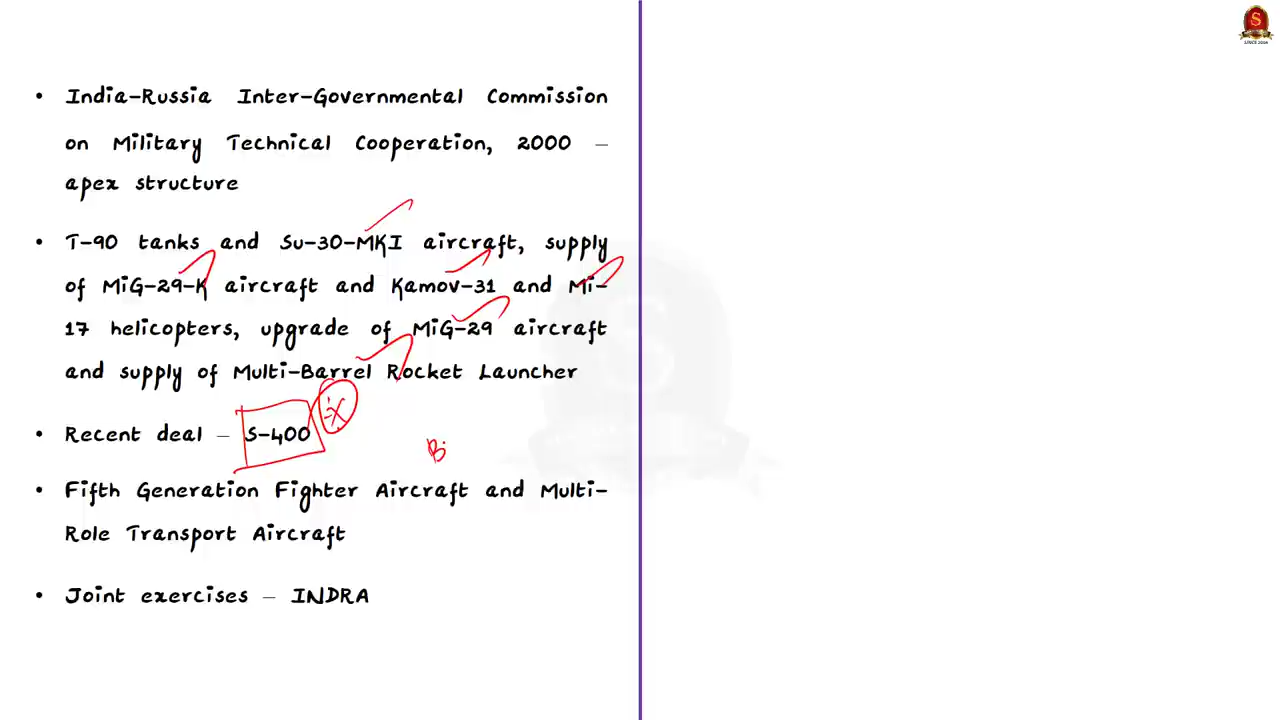 S
SINCE 2004
• India-Russia Inter-Governmental Commission
on Military Technical Cooperation, 2000 –
apex structure
• T-90 tanks and Su-30-MKI aircraft, supply
of MiG-29-K aircraft and Kamov-31 and Mi-
17 helicopters, upgrade of MiG-29 aircraft
and supply of Multi-Barrel Rocket Launcher
• Recent deal – S-400
• Fifth Generation Fighter Aircraft and Multi-
Role Transport Aircraft
• Joint exercises – INDRA